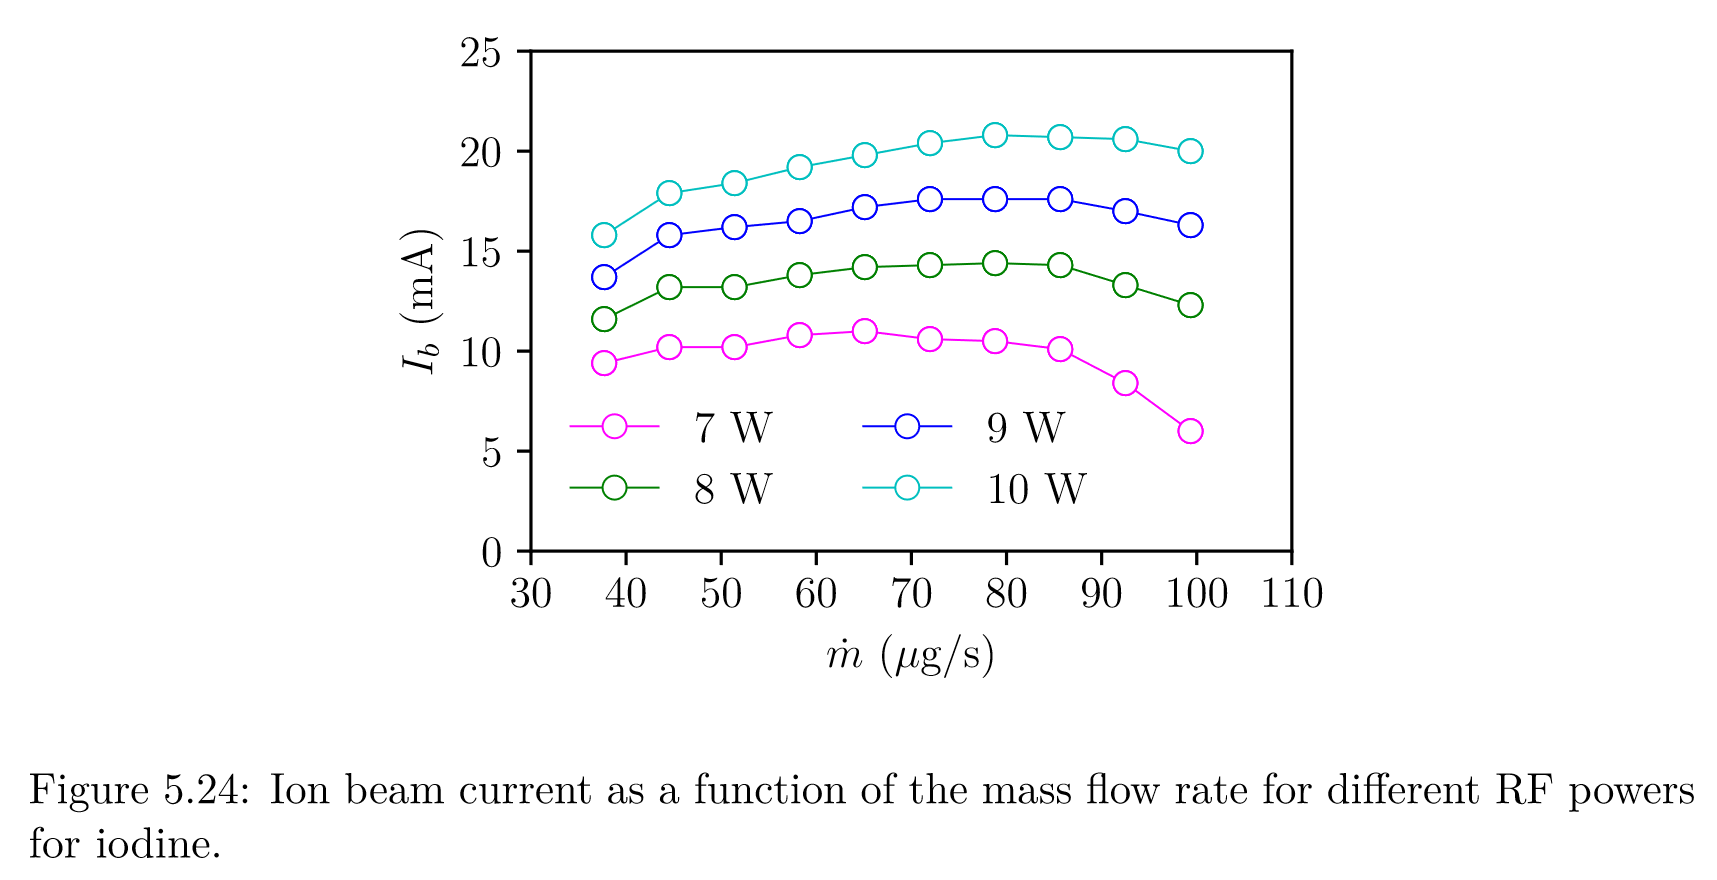 25
20
15
10
5
0
I_b (mA)
7 W
9 W
8 W
10 W
30 40 50 60 70 80 90 100 110
ṁ (μg/s)
Figure 5.24: Ion beam current as a function of the mass flow rate for different RF powers
for iodine.